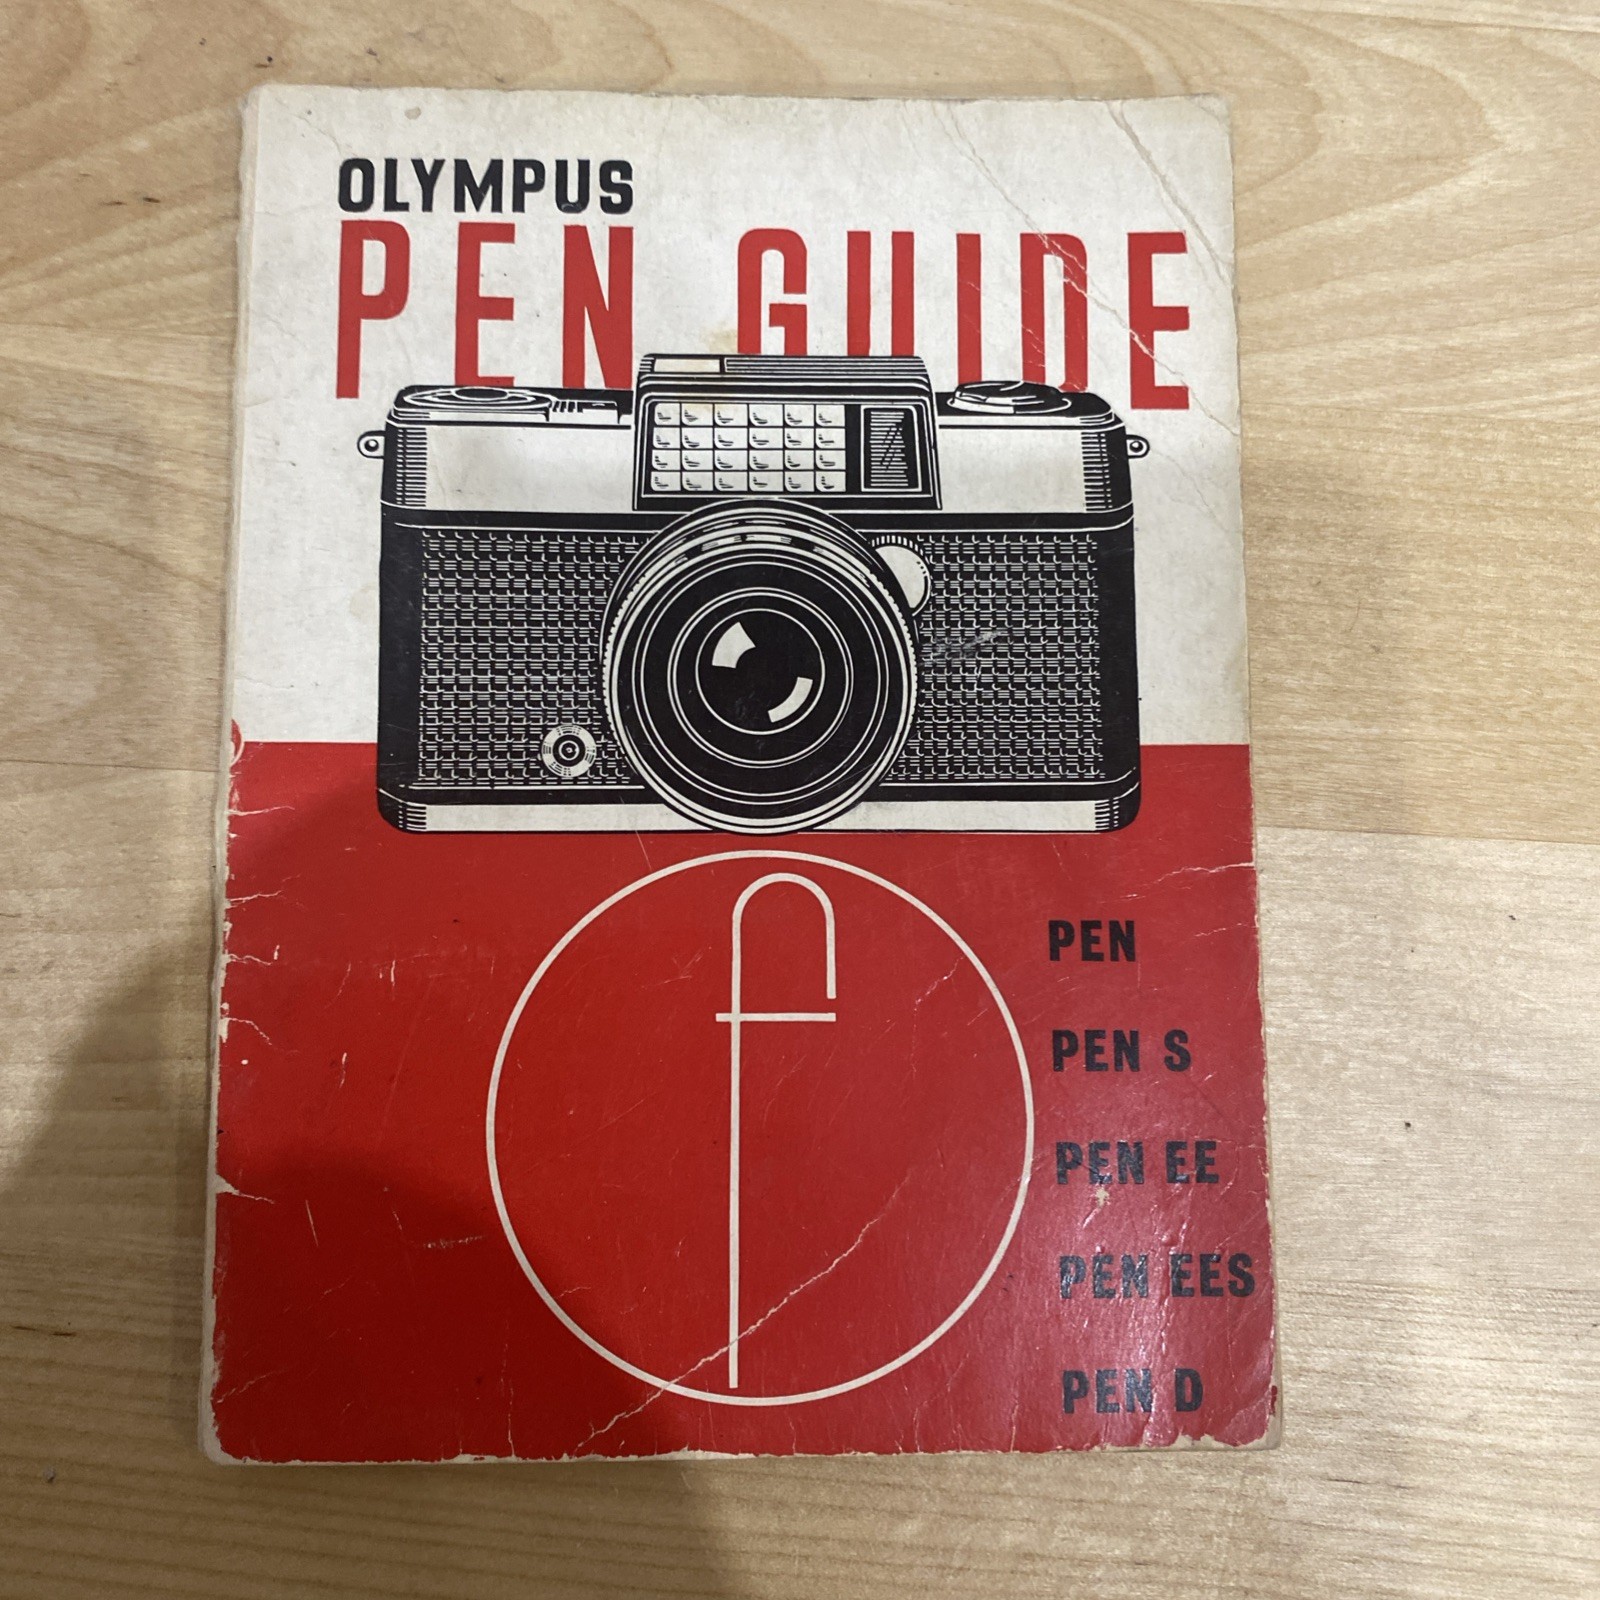 OLYMPUS
PEN GUIDE
f
PEN
PEN S
PEN EE
PEN EES
PEN D